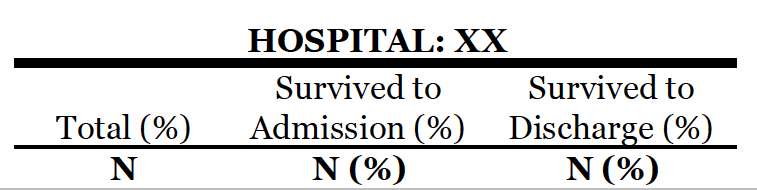 HOSPITAL: XX
Survived to Survived to
Total (%) Admission (%) Discharge (%)
N N (%) N (%)